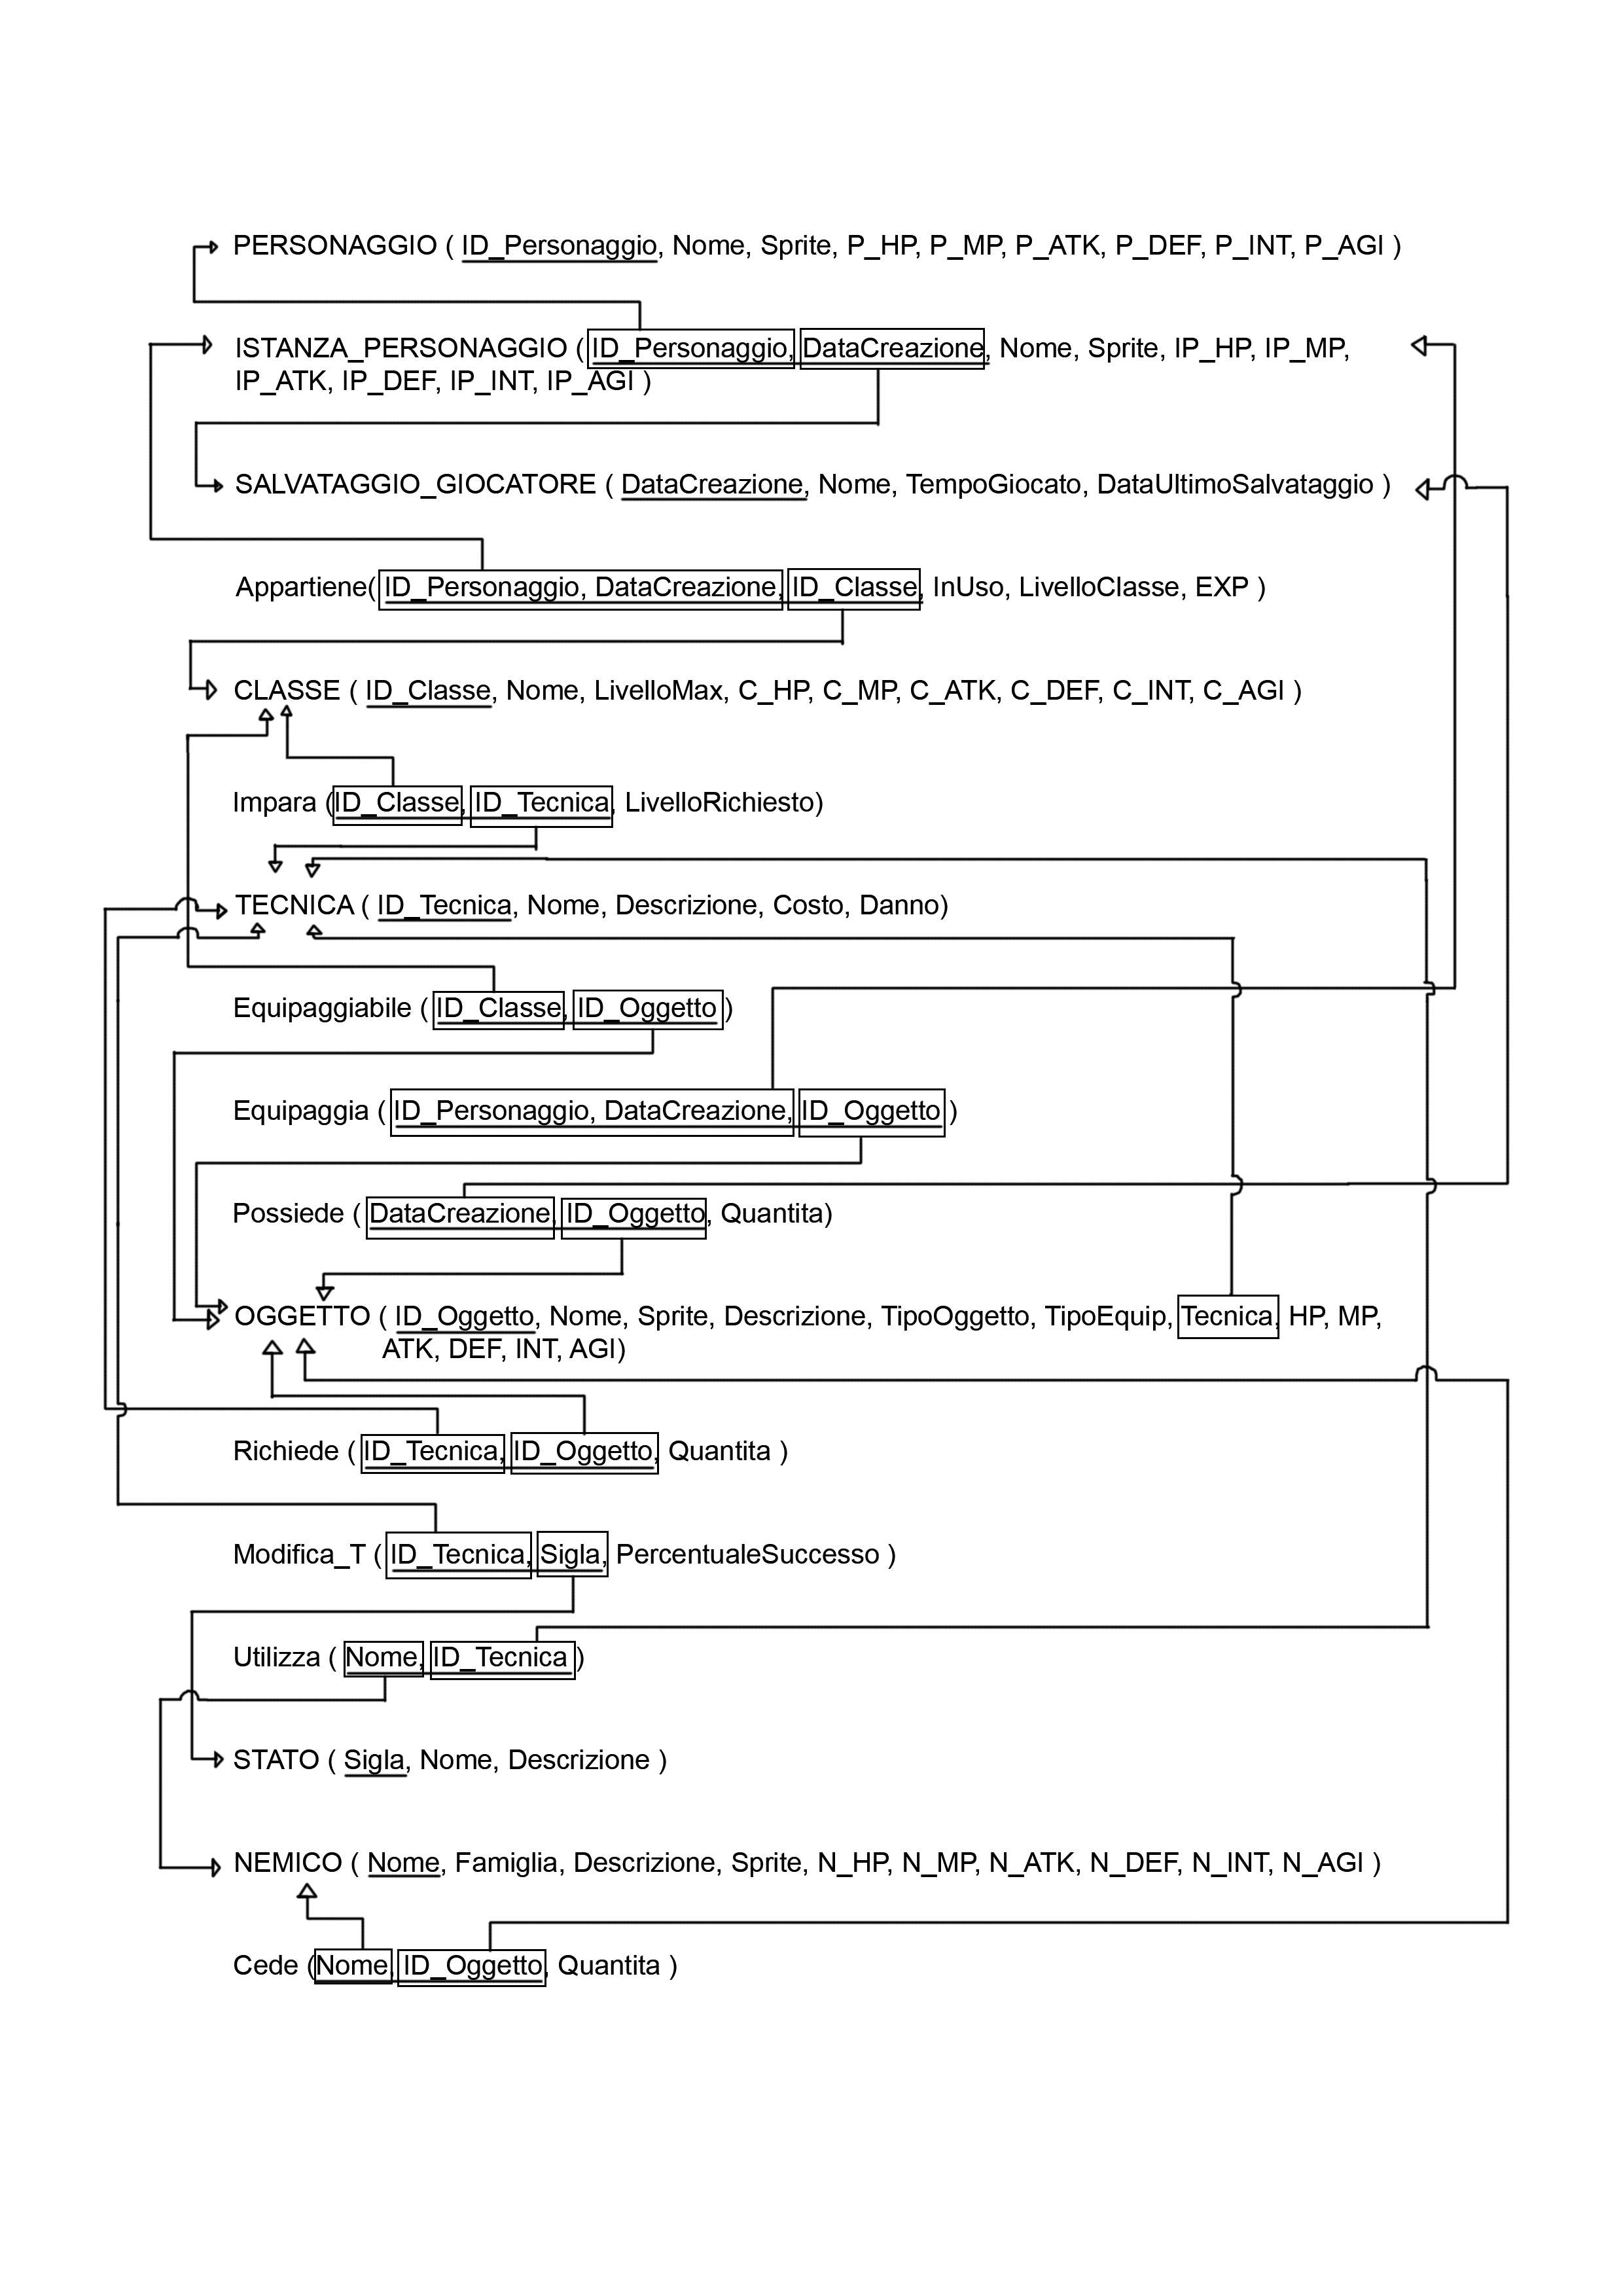 PERSONAGGIO ( ID_Personaggio, Nome, Sprite, P_HP, P_MP, P_ATK, P_DEF, P_INT, P_AGI )
ISTANZA_PERSONAGGIO ( ID_Personaggio, DataCreazione, Nome, Sprite, IP_HP, IP_MP,
IP_ATK, IP_DEF, IP_INT, IP_AGI )
SALVATAGGIO_GIOCATORE ( DataCreazione, Nome, TempoGiocato, DataUltimoSalvataggio )
Appartiene( ID_Personaggio, DataCreazione, ID_Classe, InUso, LivelloClasse, EXP )
CLASSE ( ID_Classe, Nome, LivelloMax, C_HP, C_MP, C_ATK, C_DEF, C_INT, C_AGI )
Impara (ID_Classe, ID_Tecnica, LivelloRichiesto)
TECNICA ( ID_Tecnica, Nome, Descrizione, Costo, Danno)
Equipaggiabile ( ID_Classe, ID_Oggetto )
Equipaggia ( ID_Personaggio, DataCreazione, ID_Oggetto )
Possiede ( DataCreazione, ID_Oggetto, Quantita)
OGGETTO ( ID_Oggetto, Nome, Sprite, Descrizione, TipoOggetto, TipoEquip, Tecnica, HP, MP,
ATK, DEF, INT, AGI)
Richiede ( ID_Tecnica, ID_Oggetto, Quantita )
Modifica_T ( ID_Tecnica, Sigla, PercentualeSuccesso )
Utilizza ( Nome, ID_Tecnica )
STATO ( Sigla, Nome, Descrizione )
NEMICO ( Nome, Famiglia, Descrizione, Sprite, N_HP, N_MP, N_ATK, N_DEF, N_INT, N_AGI )
Cede (Nome, ID_Oggetto, Quantita )